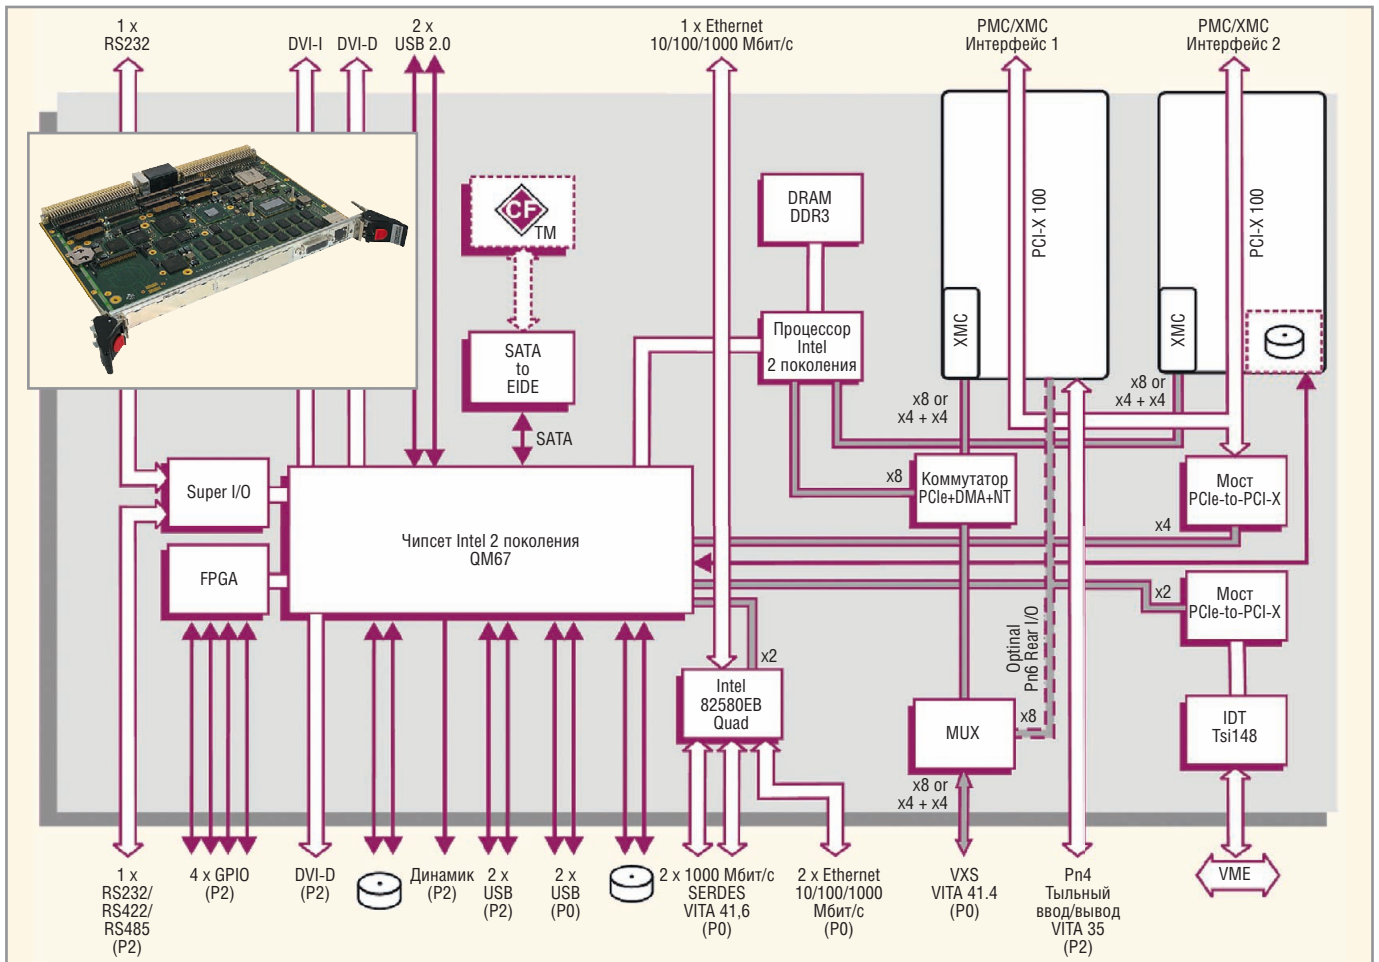 1 x
RS232
DVI-I
DVI-D
2 x
USB 2.0
1 x Ethernet
10/100/1000 Мбит/с
PMC/XMC
Интерфейс 1
PMC/XMC
Интерфейс 2
CF
TM
DRAM
DDR3
PCI-X 100
PCI-X 100
XMC
XMC
SATA
to
EIDE
Процессор
Intel
2 поколения
x8 or
x4 + x4
x8 or
x4 + x4
SATA
Super I/O
x8
Коммутатор
PCIe+DMA+NT
Мост
PCIe-to-PCI-X
x4
Чипсет Intel 2 поколения
QM67
FPGA
x2
Мост
PCIe-to-PCI-X
Optinal
Pn6 Rear I/O
x2
Intel
82580EB
Quad
MUX
x8
IDT
Tsi148
x8 or
x4 + x4
1 x
RS232/
RS422/
RS485
(P2)
4 x GPIO
(P2)
DVI-D
(P2)
Динамик
(P2)
2 x
USB
(P2)
2 x
USB
(P0)
2 x 1000 Мбит/с
SERDES
VITA 41,6
(P0)
2 x Ethernet
10/100/1000
Мбит/с
(P0)
VXS
VITA 41.4
(P0)
Pn4
Тыльный
ввод/вывод
VITA 35
(P2)
VME